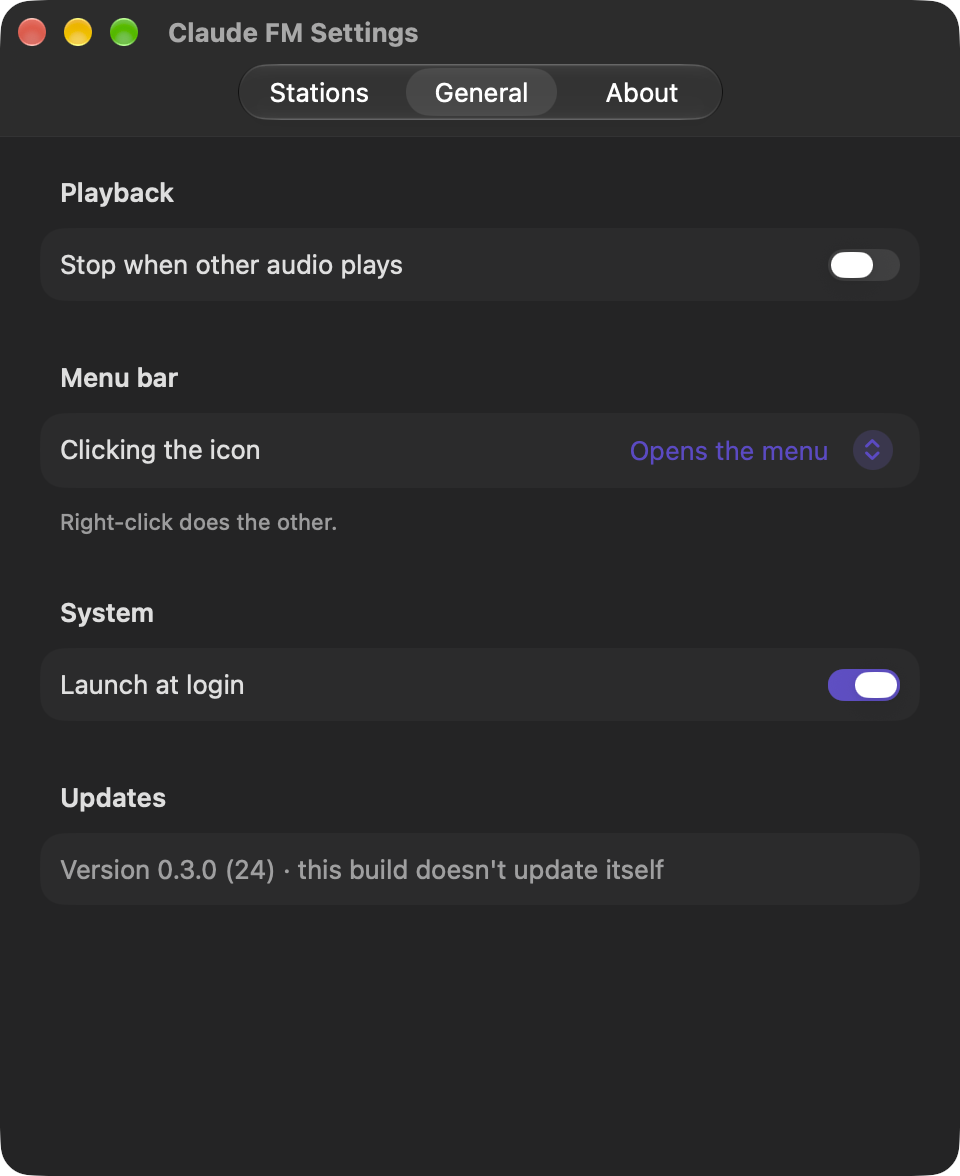 Claude FM Settings
Stations General About
Playback
Stop when other audio plays
Menu bar
Clicking the icon Opens the menu
Right-click does the other.
System
Launch at login
Updates
Version 0.3.0 (24) · this build doesn't update itself